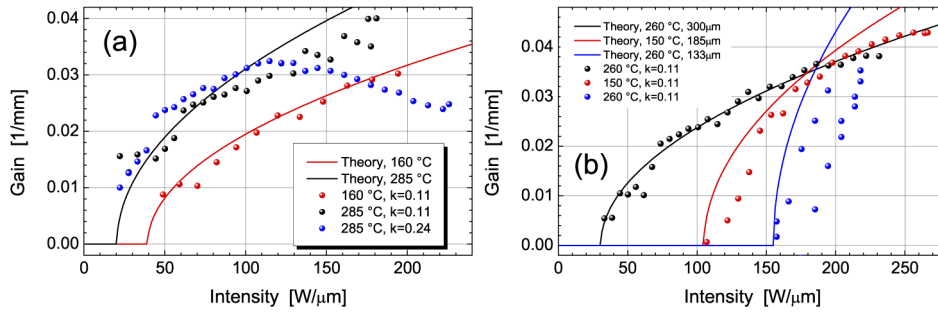 (a)
Gain [1/mm]
0.04
0.03
0.02
0.01
0.00
Theory, 160 °C
Theory, 285 °C
160 °C, k=0.11
285 °C, k=0.11
285 °C, k=0.24
0 50 100 150 200
Intensity [W/μm]
(b)
Gain [1/mm]
0.04
0.03
0.02
0.01
0.00
Theory, 260 °C, 300μm
Theory, 150 °C, 185μm
Theory, 260 °C, 133μm
260 °C, k=0.11
150 °C, k=0.11
260 °C, k=0.11
0 50 100 150 200 250
Intensity [W/μm]